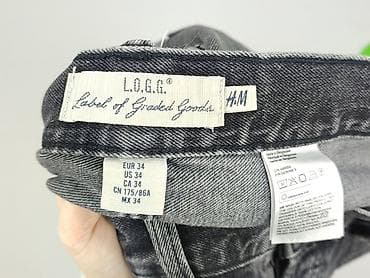 L.O.G.G.®
Label of Graded Goods
H&M
EUR 34
US 34
CA 34
CN 175/86A
MX 34